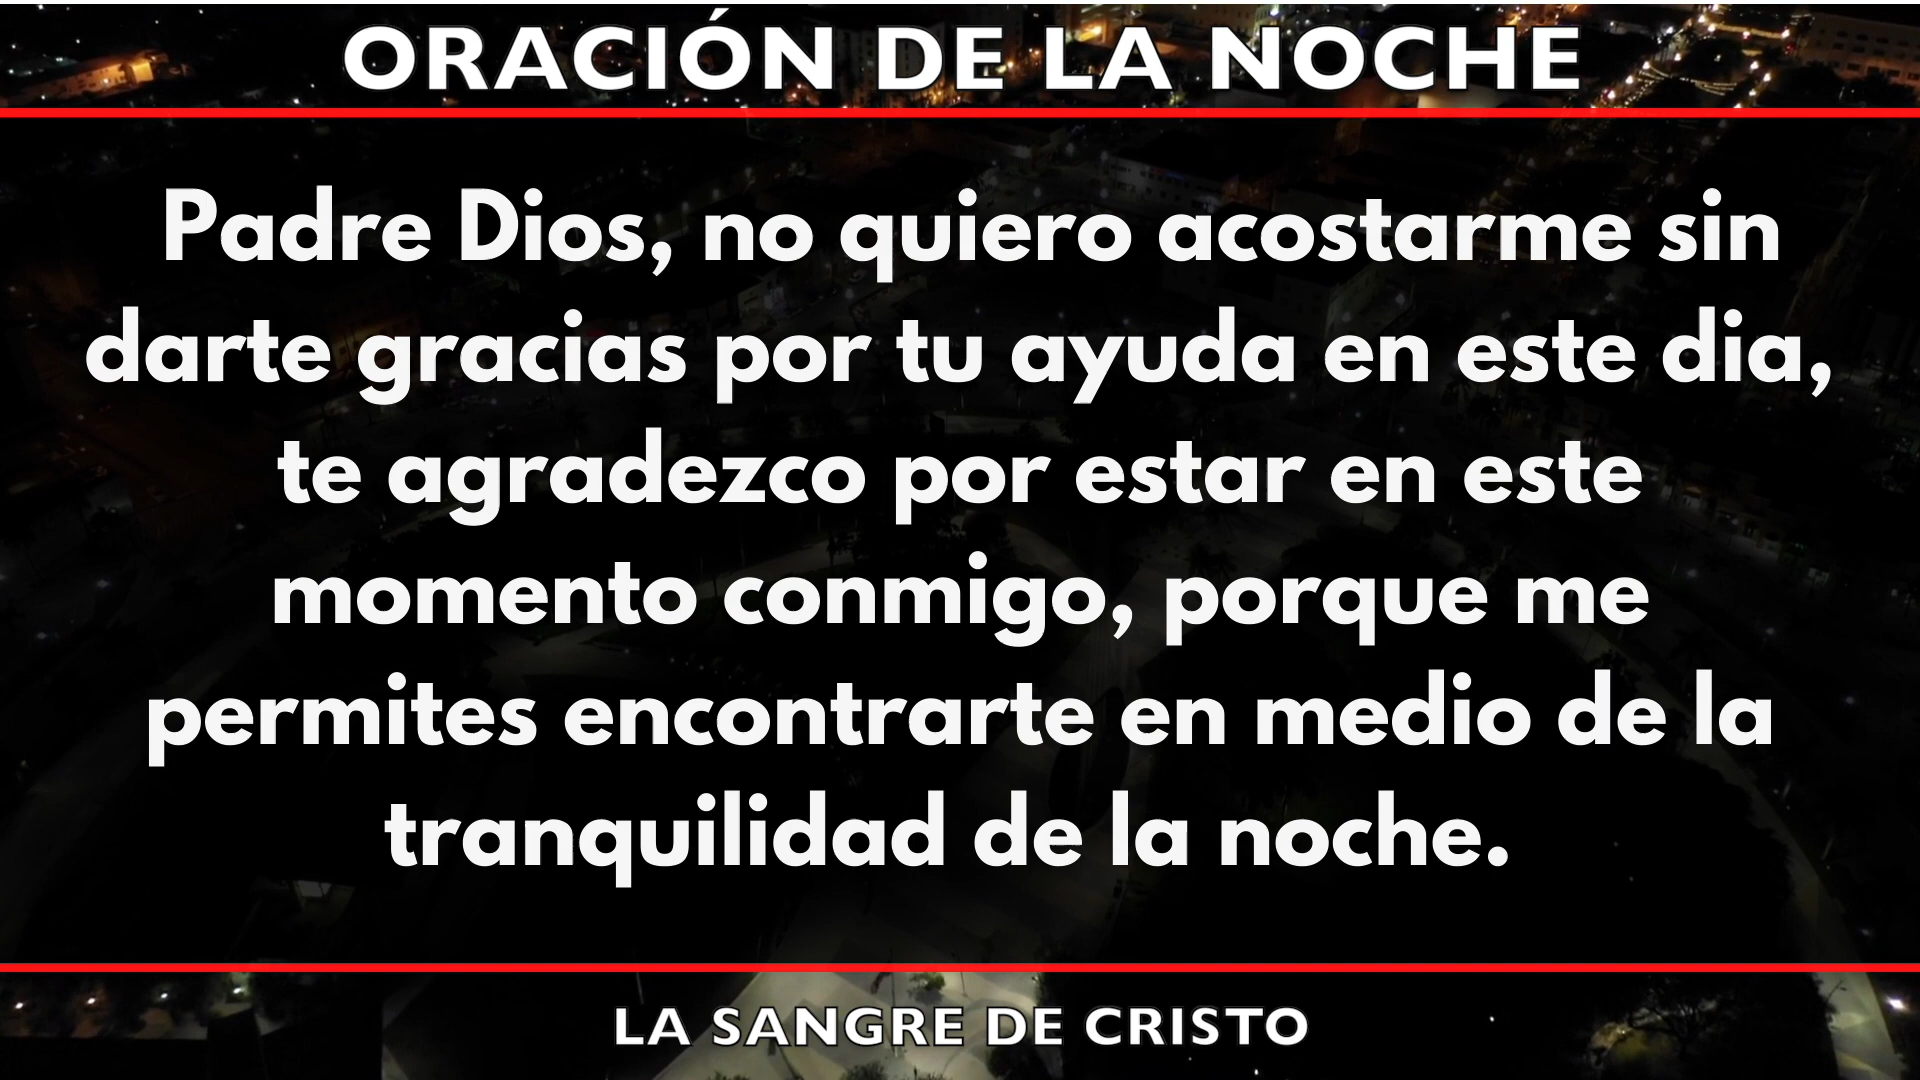 ORACIÓN DE LA NOCHE
Padre Dios, no quiero acostarme sin
darte gracias por tu ayuda en este dia,
te agradezco por estar en este
momento conmigo, porque me
permites encontrarte en medio de la
tranquilidad de la noche.
LA SANGRE DE CRISTO